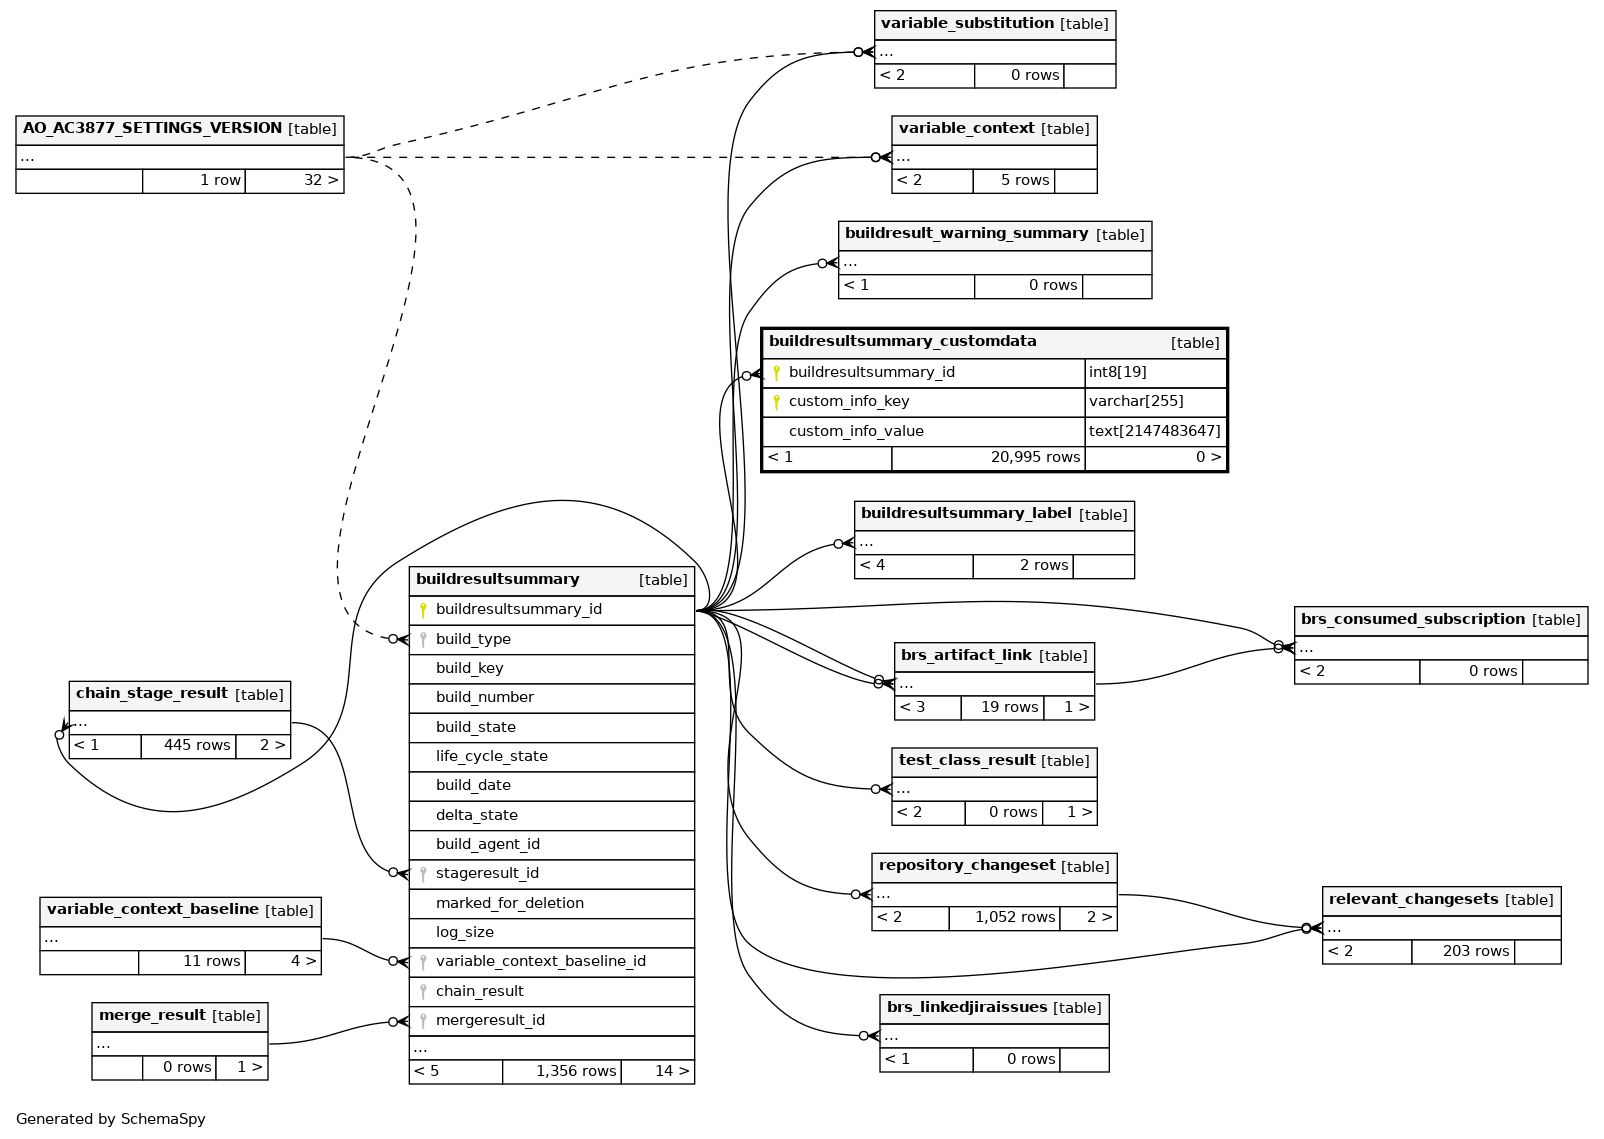 variable_substitution [table]
...
< 2 0 rows
AO_AC3877_SETTINGS_VERSION [table]
...
1 row 32 >
variable_context [table]
...
< 2 5 rows
buildresult_warning_summary [table]
...
< 1 0 rows
buildresultsummary_customdata [table]
buildresultsummary_id int8[19]
custom_info_key varchar[255]
custom_info_value text[2147483647]
< 1 20,995 rows 0 >
buildresultsummary_label [table]
...
< 4 2 rows
buildresultsummary [table]
buildresultsummary_id
build_type
build_key
build_number
build_state
life_cycle_state
build_date
delta_state
build_agent_id
stageresult_id
marked_for_deletion
log_size
variable_context_baseline_id
chain_result
mergeresult_id
...
< 5 1,356 rows 14 >
brs_consumed_subscription [table]
...
< 2 0 rows
brs_artifact_link [table]
...
< 3 19 rows 1 >
chain_stage_result [table]
...
< 1 445 rows 2 >
test_class_result [table]
...
< 2 0 rows 1 >
repository_changeset [table]
...
< 2 1,052 rows 2 >
relevant_changesets [table]
...
< 2 203 rows
variable_context_baseline [table]
...
11 rows 4 >
brs_linkedjiraissues [table]
...
< 1 0 rows
merge_result [table]
...
0 rows 1 >
Generated by SchemaSpy